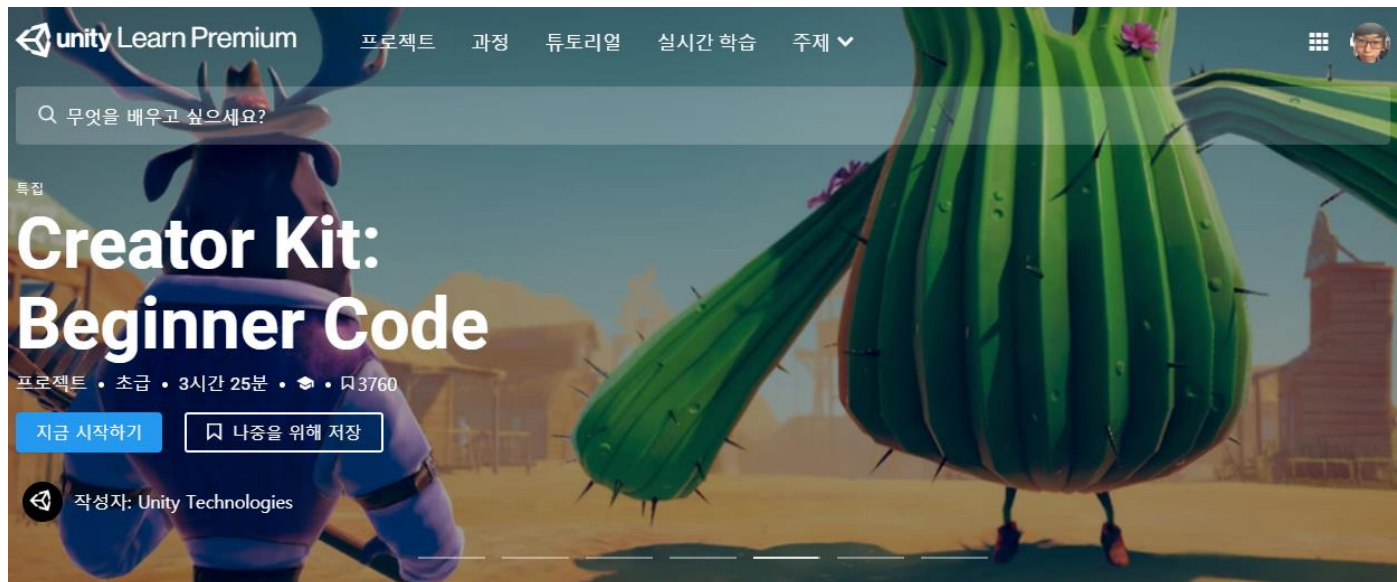 unity Learn Premium
프로젝트 과정 튜토리얼 실시간 학습 주제
무엇을 배우고 싶으세요?
특집
Creator Kit:
Beginner Code
프로젝트 • 초급 • 3시간 25분 • • 3760
지금 시작하기 나중을 위해 저장
작성자: Unity Technologies